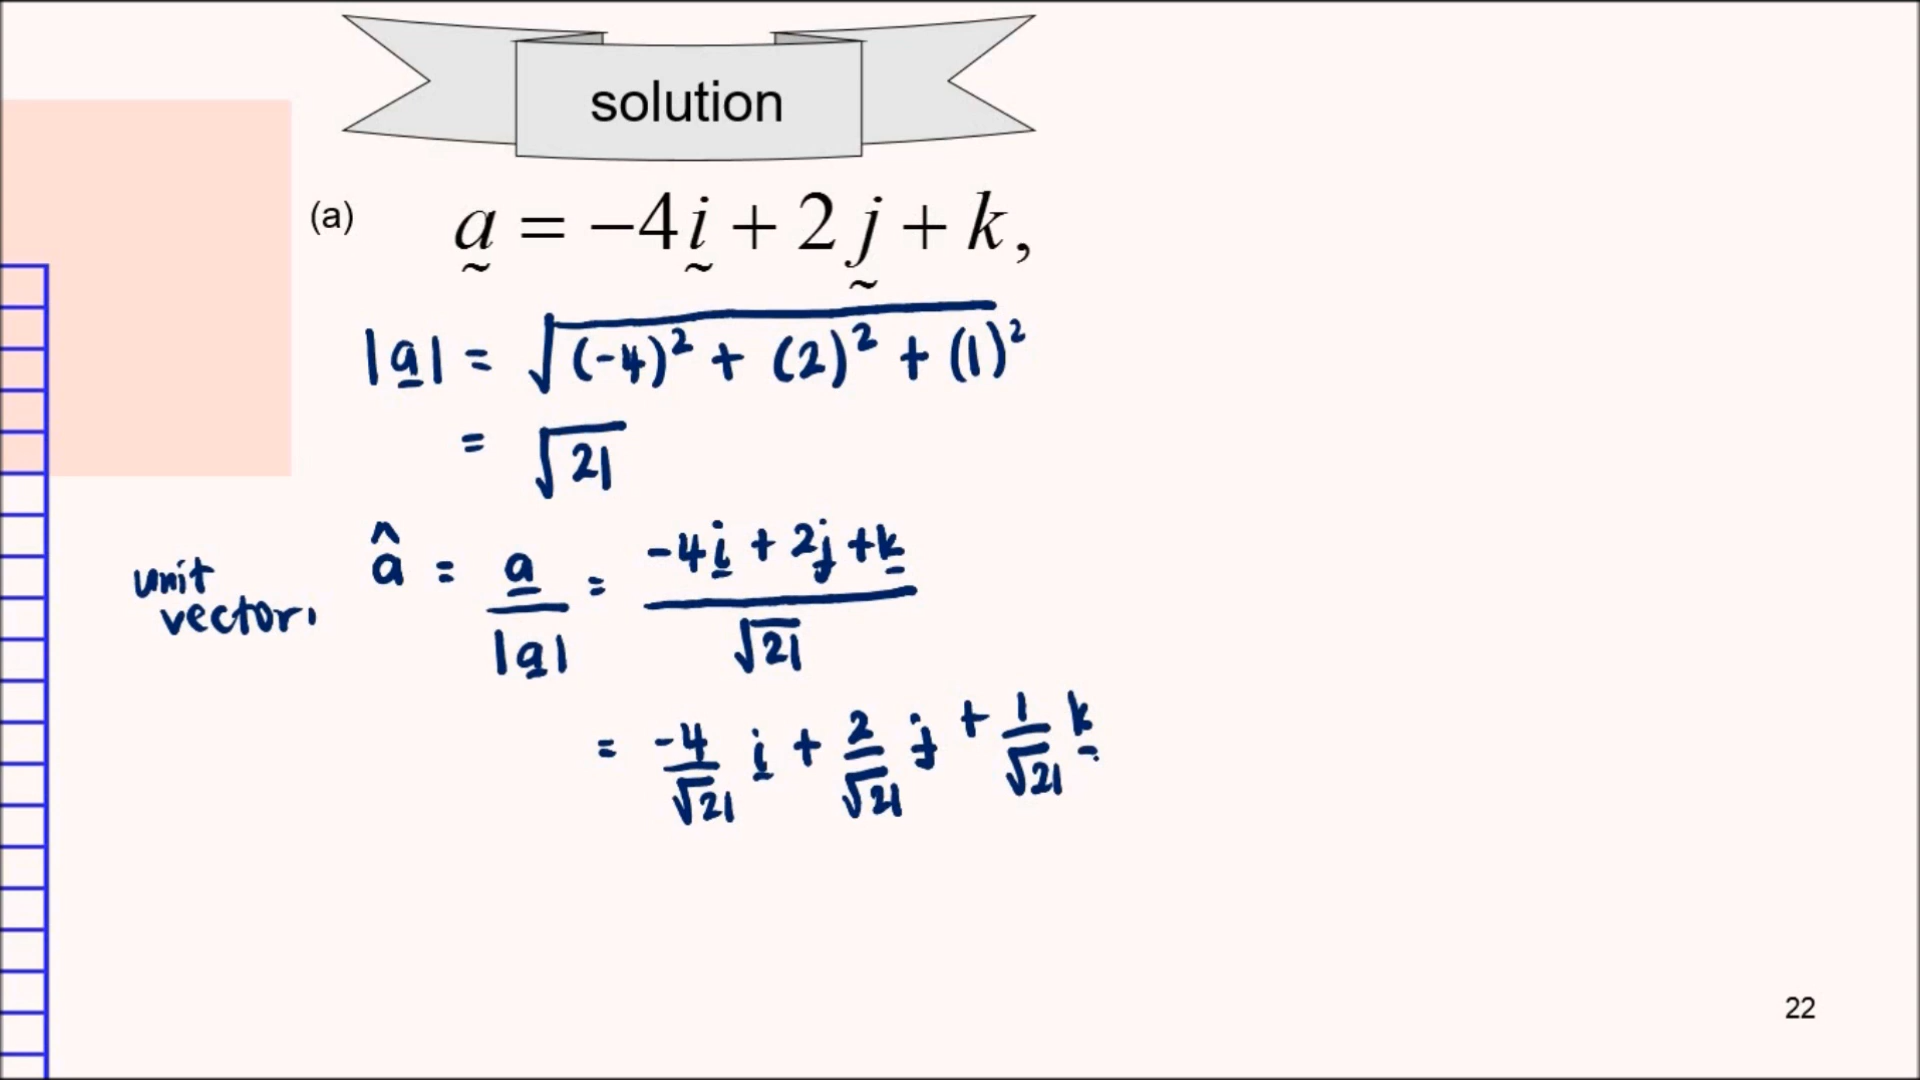 solution
(a) a = −4i + 2j + k,
|a| = √((-4)² + (2)² + (1)²)
= √21
unit vector, â = a/|a| = (-4i + 2j + k)/√21
= -4/√21 i + 2/√21 j + 1/√21 k
22